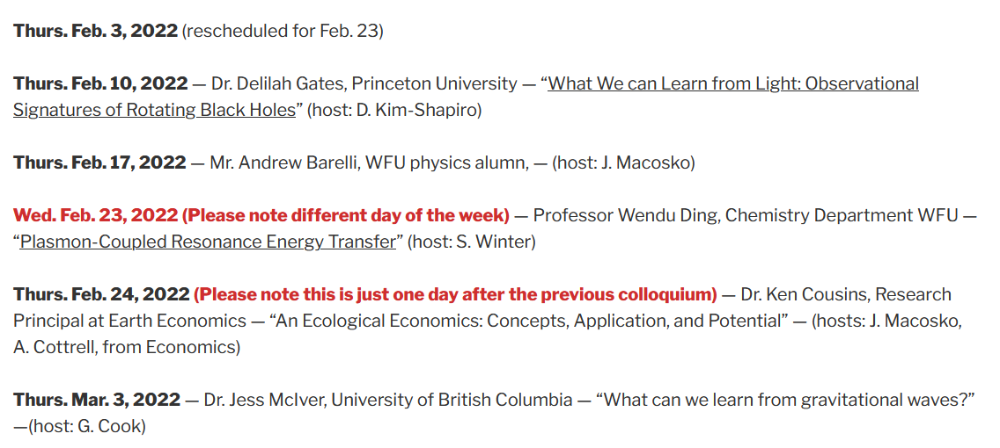 Thurs. Feb. 3, 2022 (rescheduled for Feb. 23)
Thurs. Feb. 10, 2022 — Dr. Delilah Gates, Princeton University — “What We can Learn from Light: Observational
Signatures of Rotating Black Holes” (host: D. Kim-Shapiro)
Thurs. Feb. 17, 2022 — Mr. Andrew Barelli, WFU physics alumn, — (host: J. Macosko)
Wed. Feb. 23, 2022 (Please note different day of the week) — Professor Wendu Ding, Chemistry Department WFU —
“Plasmon-Coupled Resonance Energy Transfer” (host: S. Winter)
Thurs. Feb. 24, 2022 (Please note this is just one day after the previous colloquium) — Dr. Ken Cousins, Research
Principal at Earth Economics — “An Ecological Economics: Concepts, Application, and Potential” — (hosts: J. Macosko,
A. Cottrell, from Economics)
Thurs. Mar. 3, 2022 — Dr. Jess McIver, University of British Columbia — “What can we learn from gravitational waves?”
—(host: G. Cook)